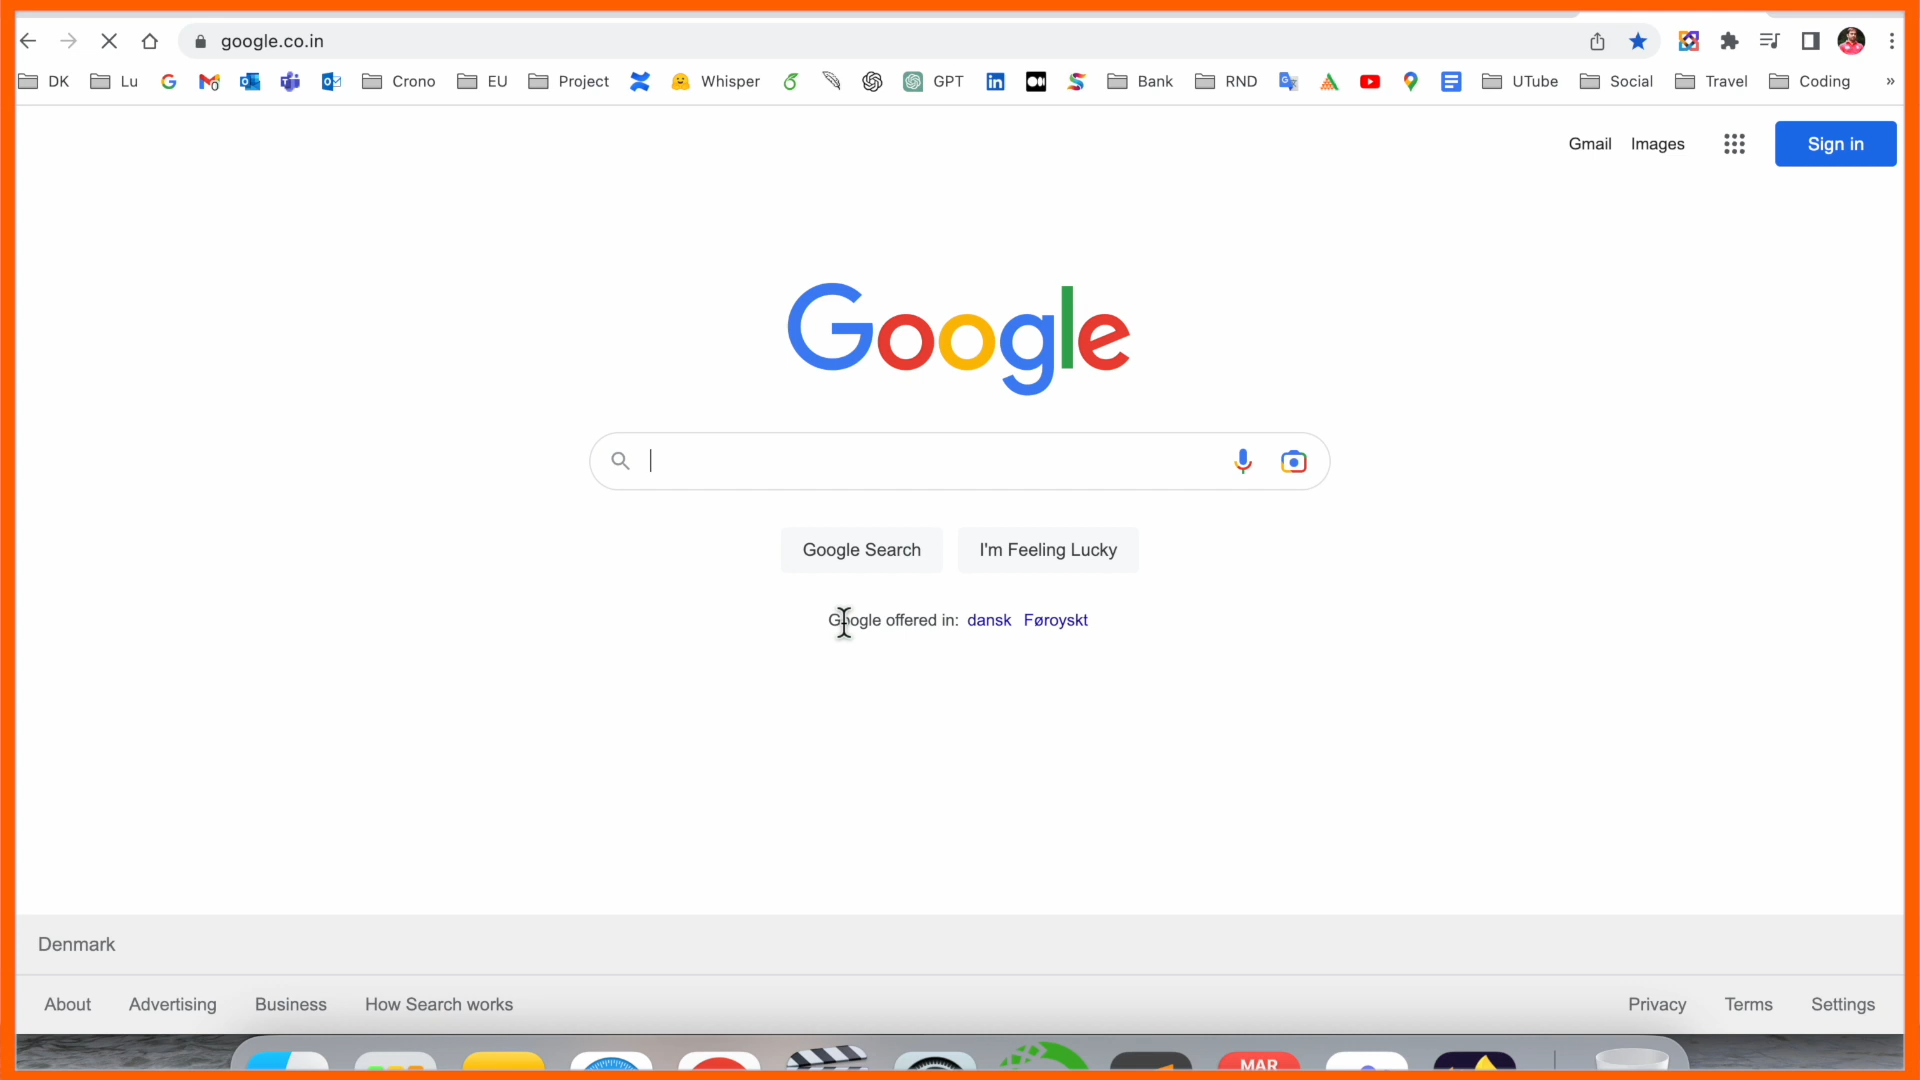 google.co.in
DK Lu Crono EU Project Whisper GPT Bank RND UTube Social Travel Coding »
Gmail Images Sign in
Google
Google Search I'm Feeling Lucky
Google offered in: dansk Føroyskt
Denmark
About Advertising Business How Search works Privacy Terms Settings
MAR